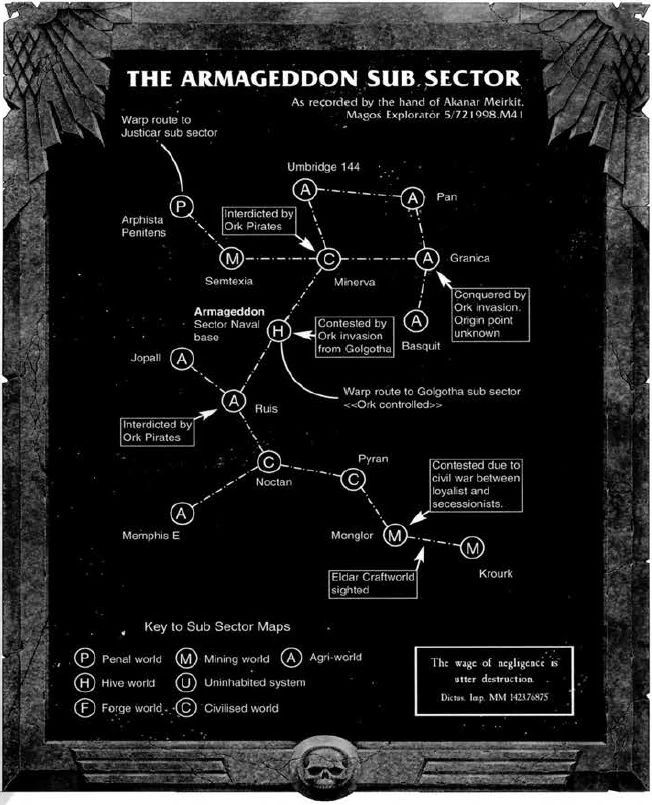 THE ARMAGEDDON SUB SECTOR
As recorded by the hand of Akanar Meirkit,
Magos Explorator 5/721998.M41
Warp route to
Justicar sub sector
Umbridge 144
A
A
Pan
P
Arphista
Penitens
Interdicted by
Ork Pirates
M
C
A
Granica
Semtexia
Minerva
Conquered by
Ork invasion.
Origin point
unknown
Armageddon
Sector Naval
base
H
Contested by
Ork invasion
from Golgotha
A
Basquit
Jopall
A
Warp route to Golgotha sub sector
<<Ork controlled>>
A
Ruis
Interdicted by
Ork Pirates
C
Noctan
Pyran
C
Contested due to
civil war between
loyalist and
secessionists.
A
Memphis E
Monglor
M
M
Krourk
Eldar Craftworld
sighted
Key to Sub Sector Maps
P Penal world M Mining world A Agri-world
H Hive world U Uninhabited system
F Forge world C Civilised world
The wage of negligence is
utter destruction.
Dictus. Imp. MM 1423.76875